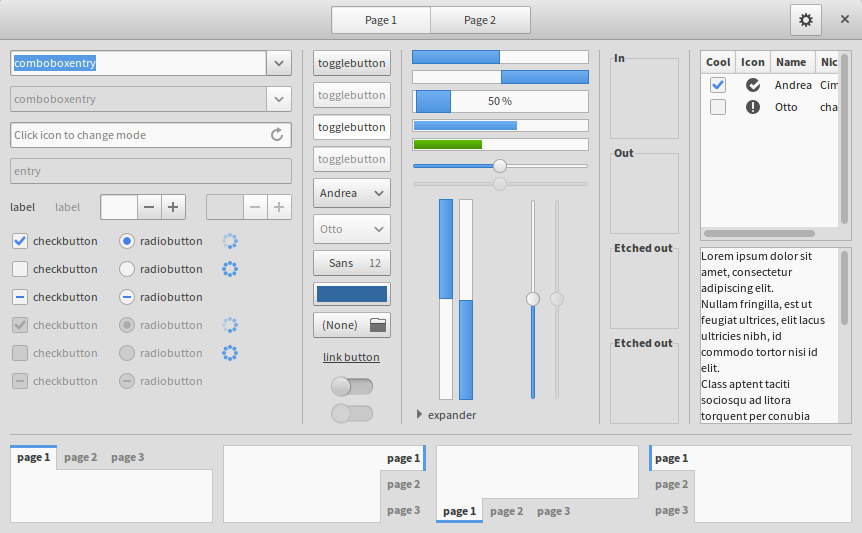 Page 1
Page 2
comboboxentry
comboboxentry
Click icon to change mode
entry
label
label
checkbutton
radiobutton
checkbutton
radiobutton
checkbutton
radiobutton
checkbutton
radiobutton
checkbutton
radiobutton
checkbutton
radiobutton
togglebutton
togglebutton
togglebutton
togglebutton
Andrea
Otto
Sans 12
(None)
link button
50 %
expander
In
Out
Etched out
Etched out
Cool Icon Name Nic
Andrea Cim
Otto cha
Lorem ipsum dolor sit
amet, consectetur
adipiscing elit.
Nullam fringilla, est ut
feugiat ultrices, elit lacus
ultricies nibh, id
commodo tortor nisi id
elit.
Class aptent taciti
sociosqu ad litora
torquent per conubia
page 1 page 2 page 3
page 1
page 2
page 3
page 1 page 2 page 3
page 1
page 2
page 3